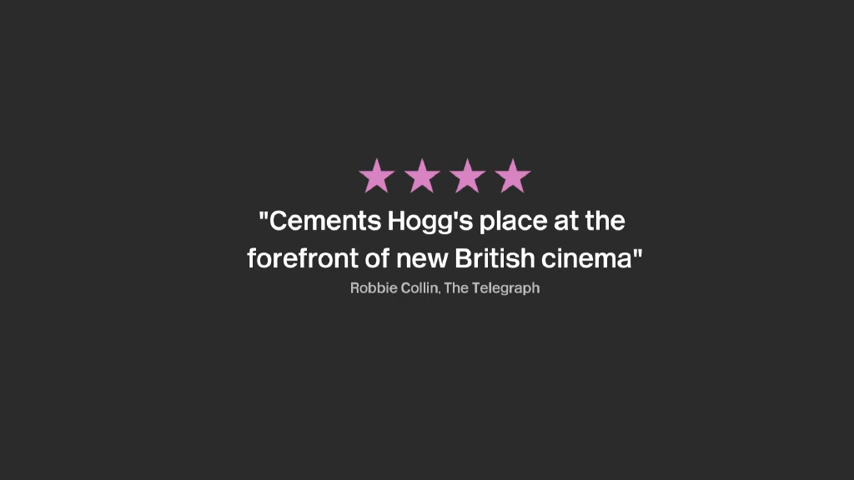 "Cements Hogg's place at the
forefront of new British cinema"
Robbie Collin, The Telegraph